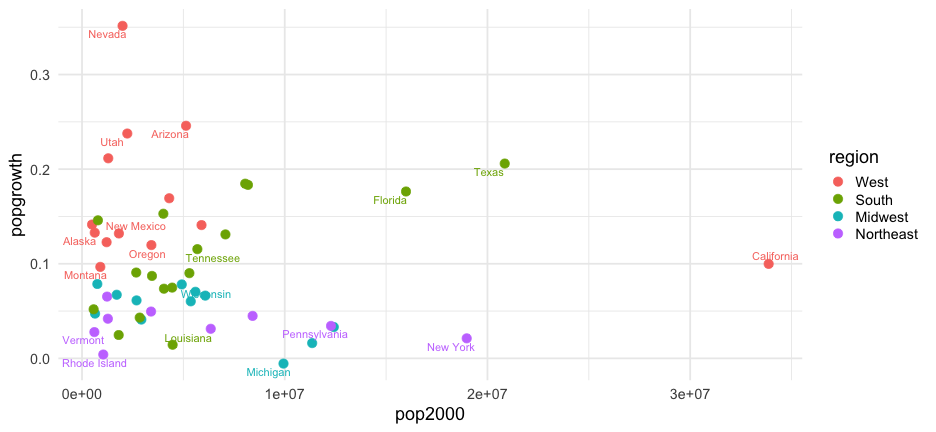 Nevada
0.3
Arizona
Utah
0.2
Texas
Florida
New Mexico
Alaska
Oregon
Tennessee
California
0.1
Montana
Wisconsin
Pennsylvania
Louisiana
Vermont
New York
Rhode Island
0.0
Michigan
popgrowth
0e+00
1e+07
2e+07
3e+07
pop2000
region
West
South
Midwest
Northeast